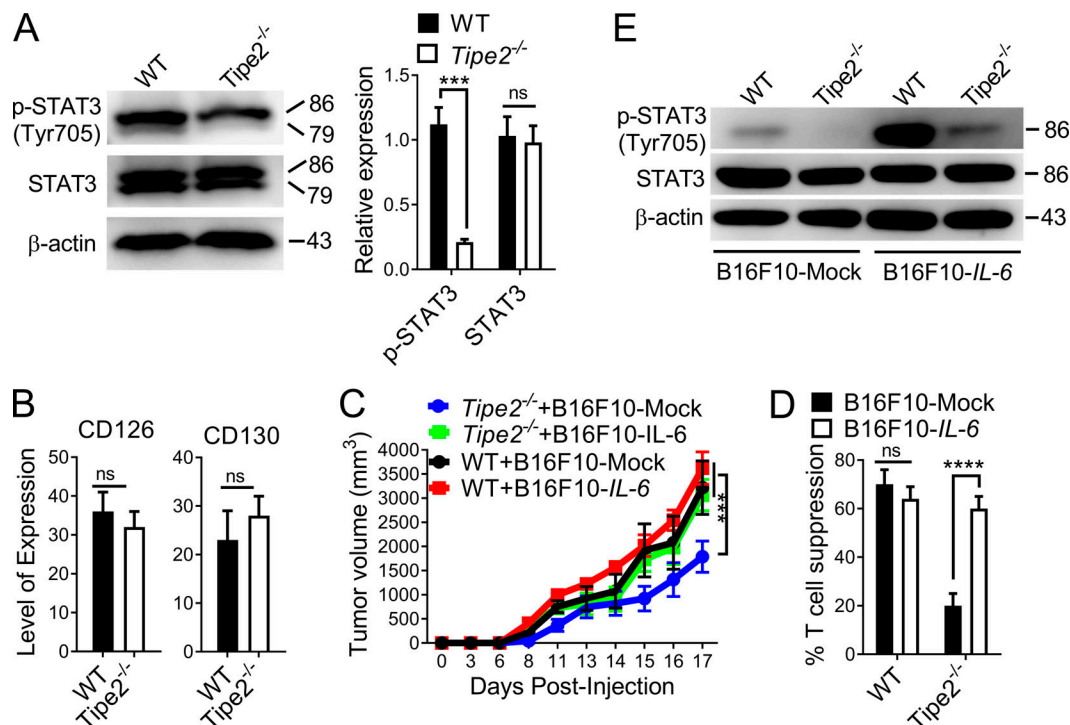 A
WT
Tipe2-/-
p-STAT3
(Tyr705)
86
79
STAT3
86
79
β-actin
43
WT
Tipe2-/-
***
ns
1.5
1.0
0.5
0.0
Relative expression
p-STAT3
STAT3
E
WT
Tipe2-/-
WT
Tipe2-/-
p-STAT3
(Tyr705)
86
STAT3
86
β-actin
43
B16F10-Mock
B16F10-IL-6
B
CD126
CD130
ns
ns
50
40
30
20
10
0
30
20
10
0
Level of Expression
WT
Tipe2-/-
WT
Tipe2-/-
C
Tipe2-/-+B16F10-Mock
Tipe2-/-+B16F10-IL-6
WT+B16F10-Mock
WT+B16F10-IL-6
Tumor volume (mm3)
4000
3500
3000
2500
2000
1500
1000
500
0
***
0 3 6 8 11 13 14 15 16 17
Days Post-Injection
D
B16F10-Mock
B16F10-IL-6
% T cell suppression
100
80
60
40
20
0
ns
****
WT
Tipe2-/-